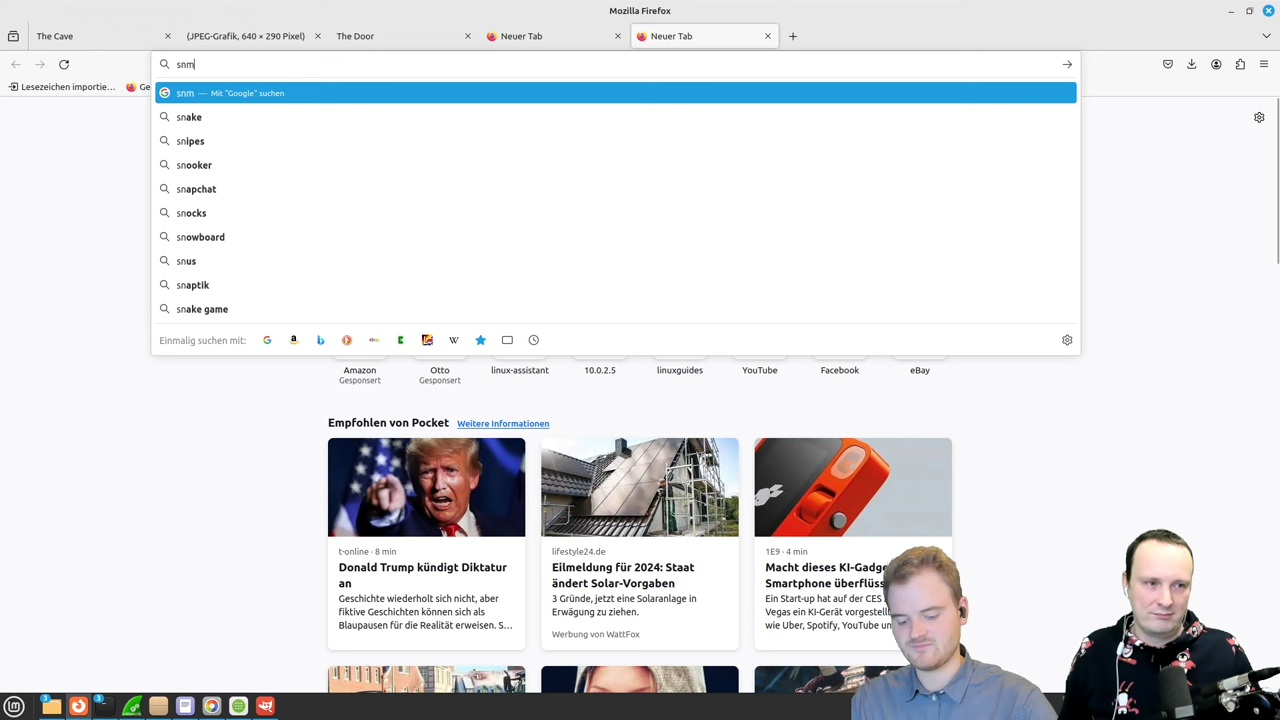 Mozilla Firefox
The Cave
(JPEG-Grafik, 640 × 290 Pixel)
The Door
Neuer Tab
Neuer Tab
snm
Lesezeichen importie…
Ge
snm — Mit "Google" suchen
snake
snipes
snooker
snapchat
snocks
snowboard
snus
snaptik
snake game
Einmalig suchen mit:
Amazon
Gesponsert
Otto
Gesponsert
linux-assistant
10.0.2.5
linuxguides
YouTube
Facebook
eBay
Empfohlen von Pocket
Weitere Informationen
t-online · 8 min
Donald Trump kündigt Diktatur
an
Geschichte wiederholt sich nicht, aber
fiktive Geschichten können sich als
Blaupausen für die Realität erweisen. S…
lifestyle24.de
Eilmeldung für 2024: Staat
ändert Solar-Vorgaben
3 Gründe, jetzt eine Solaranlage in
Erwägung zu ziehen.
Werbung von WattFox
1E9 · 4 min
Macht dieses KI-Gadge
Smartphone überflüss
Ein Start-up hat auf der CES
Vegas ein KI-Gerät vorgestell
wie Uber, Spotify, YouTube un